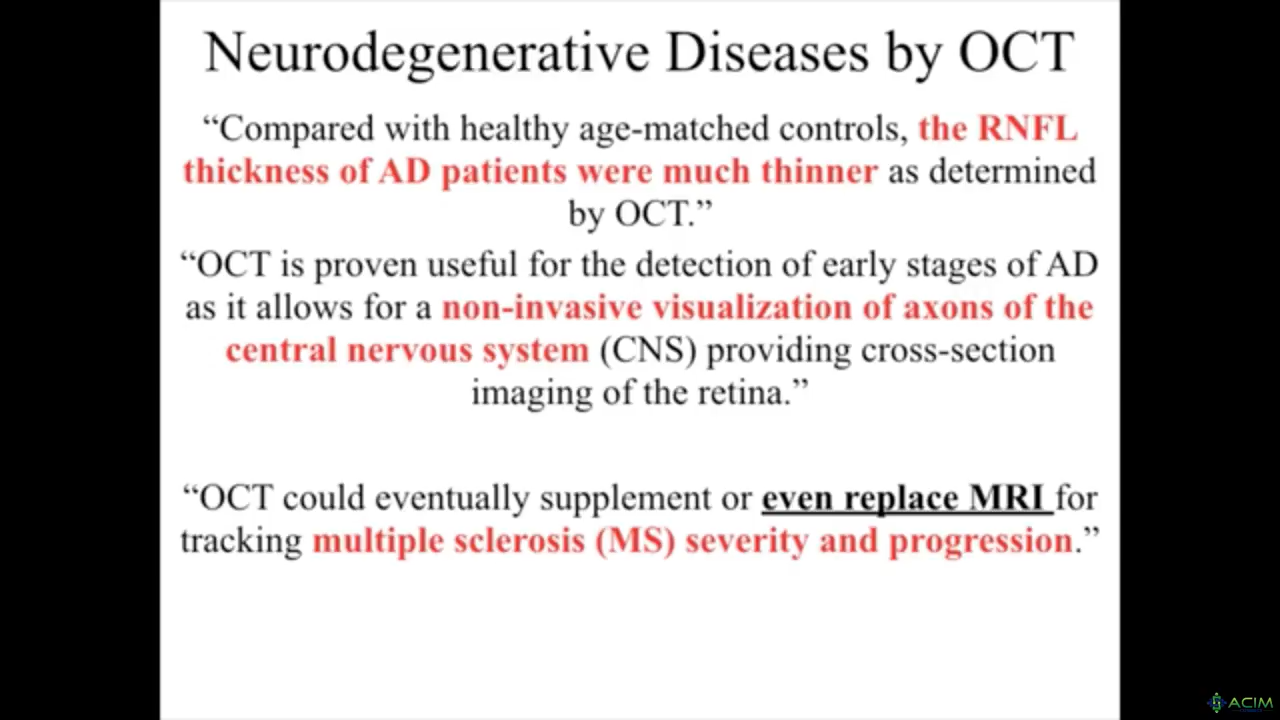 Neurodegenerative Diseases by OCT
“Compared with healthy age-matched controls, the RNFL
thickness of AD patients were much thinner as determined
by OCT.”
“OCT is proven useful for the detection of early stages of AD
as it allows for a non-invasive visualization of axons of the
central nervous system (CNS) providing cross-section
imaging of the retina.”
“OCT could eventually supplement or even replace MRI for
tracking multiple sclerosis (MS) severity and progression.”
ACIM